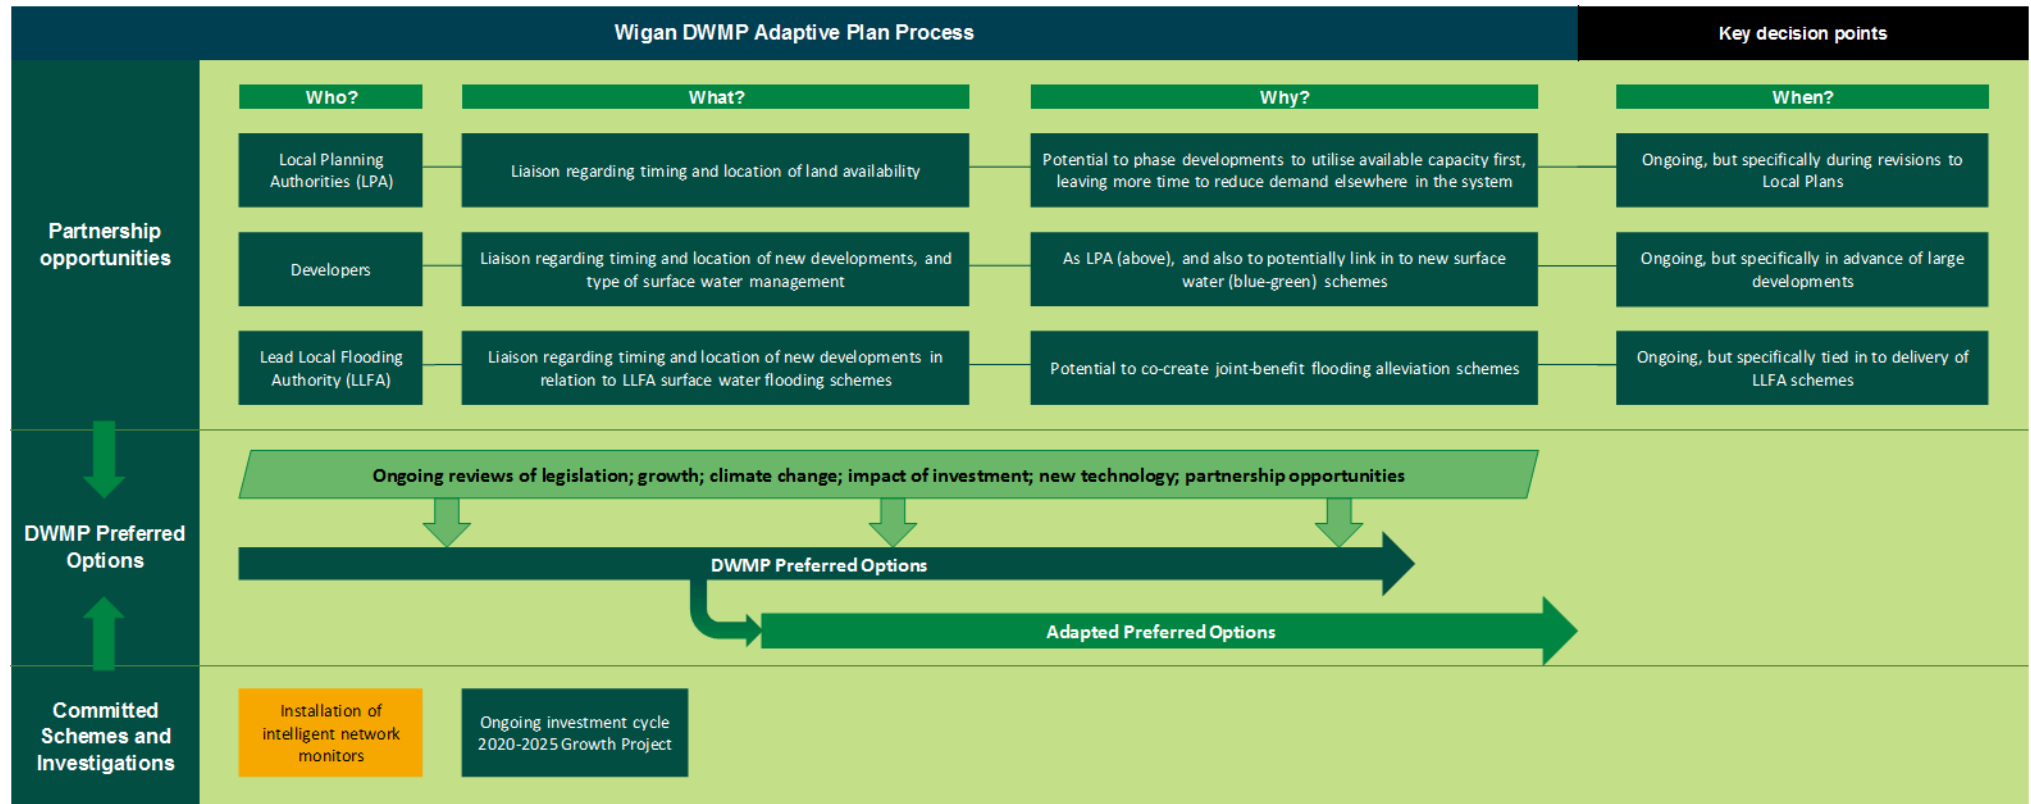 Wigan DWMP Adaptive Plan Process
Key decision points
Partnership
opportunities
Who?
What?
Why?
When?
Local Planning
Authorities (LPA)
Liaison regarding timing and location of land availability
Potential to phase developments to utilise available capacity first,
leaving more time to reduce demand elsewhere in the system
Ongoing, but specifically during revisions to
Local Plans
Developers
Liaison regarding timing and location of new developments, and
type of surface water management
As LPA (above), and also to potentially link in to new surface
water (blue-green) schemes
Ongoing, but specifically in advance of large
developments
Lead Local Flooding
Authority (LLFA)
Liaison regarding timing and location of new developments in
relation to LLFA surface water flooding schemes
Potential to co-create joint-benefit flooding alleviation schemes
Ongoing, but specifically tied in to delivery of
LLFA schemes
DWMP Preferred
Options
Ongoing reviews of legislation; growth; climate change; impact of investment; new technology; partnership opportunities
DWMP Preferred Options
Adapted Preferred Options
Committed
Schemes and
Investigations
Installation of
intelligent network
monitors
Ongoing investment cycle
2020-2025 Growth Project